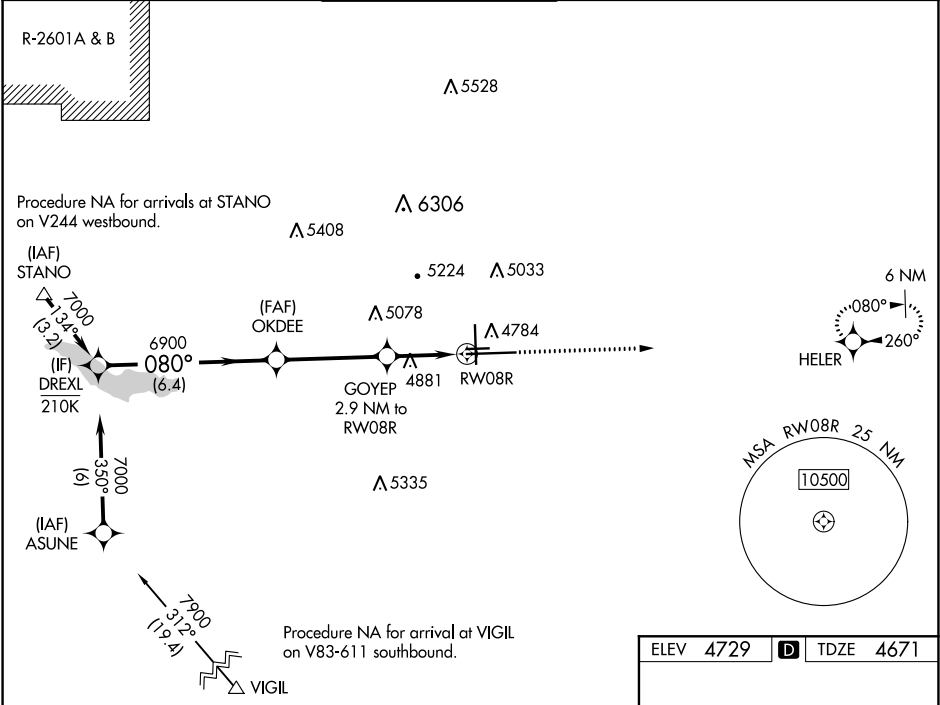 R-2601A & B
5528
Procedure NA for arrivals at STANO
on V244 westbound.
6306
5408
(IAF)
STANO
7000
134°
(3.2)
5224
5033
6 NM
080°
260°
HELER
(FAF)
OKDEE
5078
4784
6900
080°
(6.4)
(IF)
DREXL
210K
GOYEP
2.9 NM to
RW08R
4881
RW08R
MSA RW08R 25 NM
10500
7000
350°
(6)
5335
(IAF)
ASUNE
7900
312°
(19.4)
Procedure NA for arrival at VIGIL
on V83-611 southbound.
VIGIL
ELEV 4729 D TDZE 4671